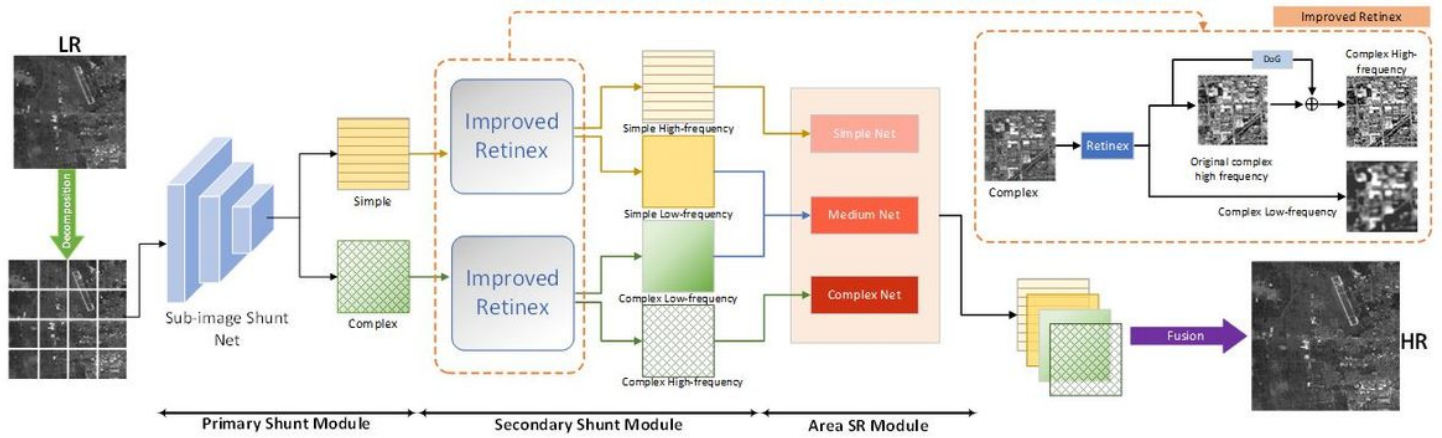 LR
Decomposition
Sub-image Shunt
Net
Simple
Complex
Improved
Retinex
Improved
Retinex
Simple High-frequency
Simple Low-frequency
Complex Low-frequency
Complex High-frequency
Simple Net
Medium Net
Complex Net
Improved Retinex
Complex
Retinex
DoG
Original complex
high frequency
Complex High-
frequency
Complex Low-frequency
Fusion
HR
Primary Shunt Module
Secondary Shunt Module
Area SR Module